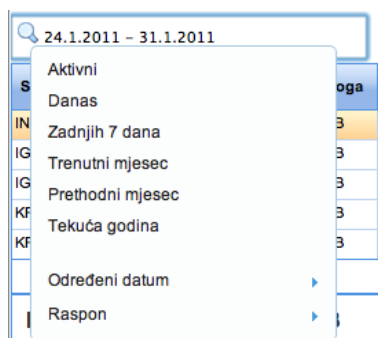 24.1.2011 – 31.1.2011
Aktivni
Danas
Zadnjih 7 dana
Trenutni mjesec
Prethodni mjesec
Tekuća godina
Određeni datum
Raspon